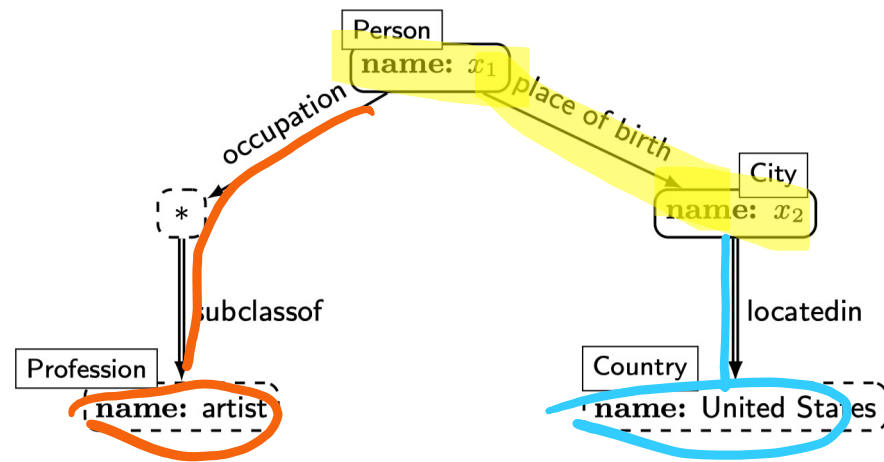 Person
name: x1
occupation
place of birth
City
*
name: x2
subclassof
locatedin
Profession
Country
name: artist
name: United States